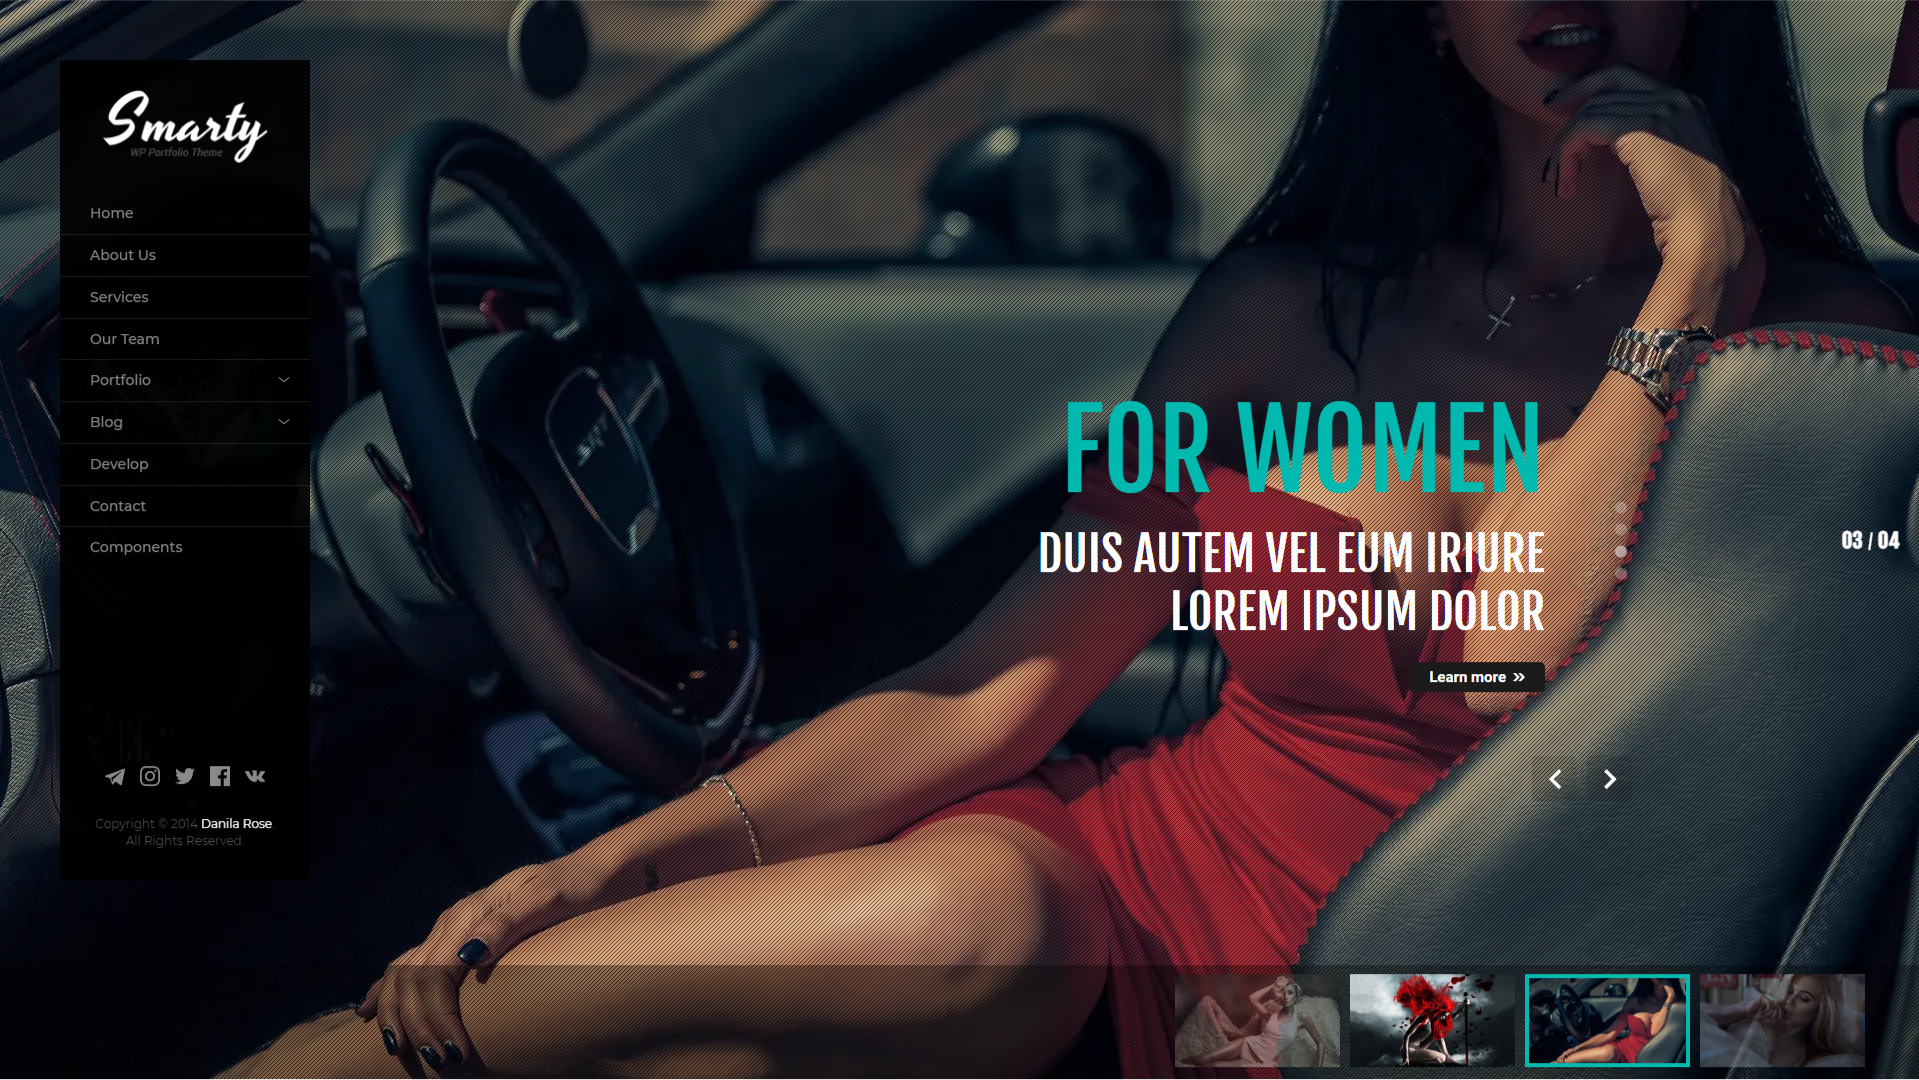 Smarty
WP Portfolio Theme
Home
About Us
Services
Our Team
Portfolio
Blog
Develop
Contact
Components
Copyright © 2014 Danila Rose
All Rights Reserved.
FOR WOMEN
DUIS AUTEM VEL EUM IRIURE
LOREM IPSUM DOLOR
Learn more »
03 / 04